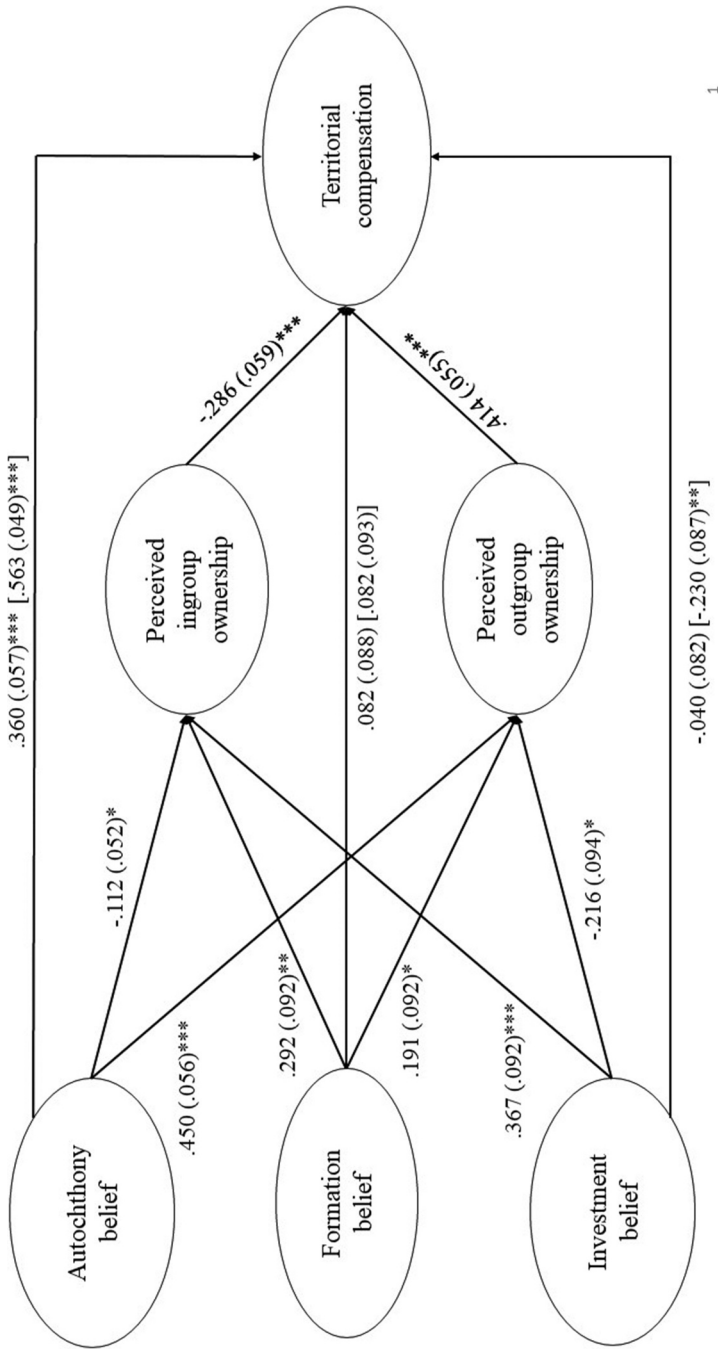 .360 (.057)*** [.563 (.049)***]
Autochthony
belief
-.112 (.052)*
Perceived
ingroup
ownership
-.286 (.059)***
.450 (.056)***
.292 (.092)**
Formation
belief
.082 (.088) [.082 (.093)]
Territorial
compensation
.191 (.092)*
.367 (.092)***
Perceived
outgroup
ownership
.414 (.055)***
-.216 (.094)*
Investment
belief
-.040 (.082) [-.230 (.087)**]
1